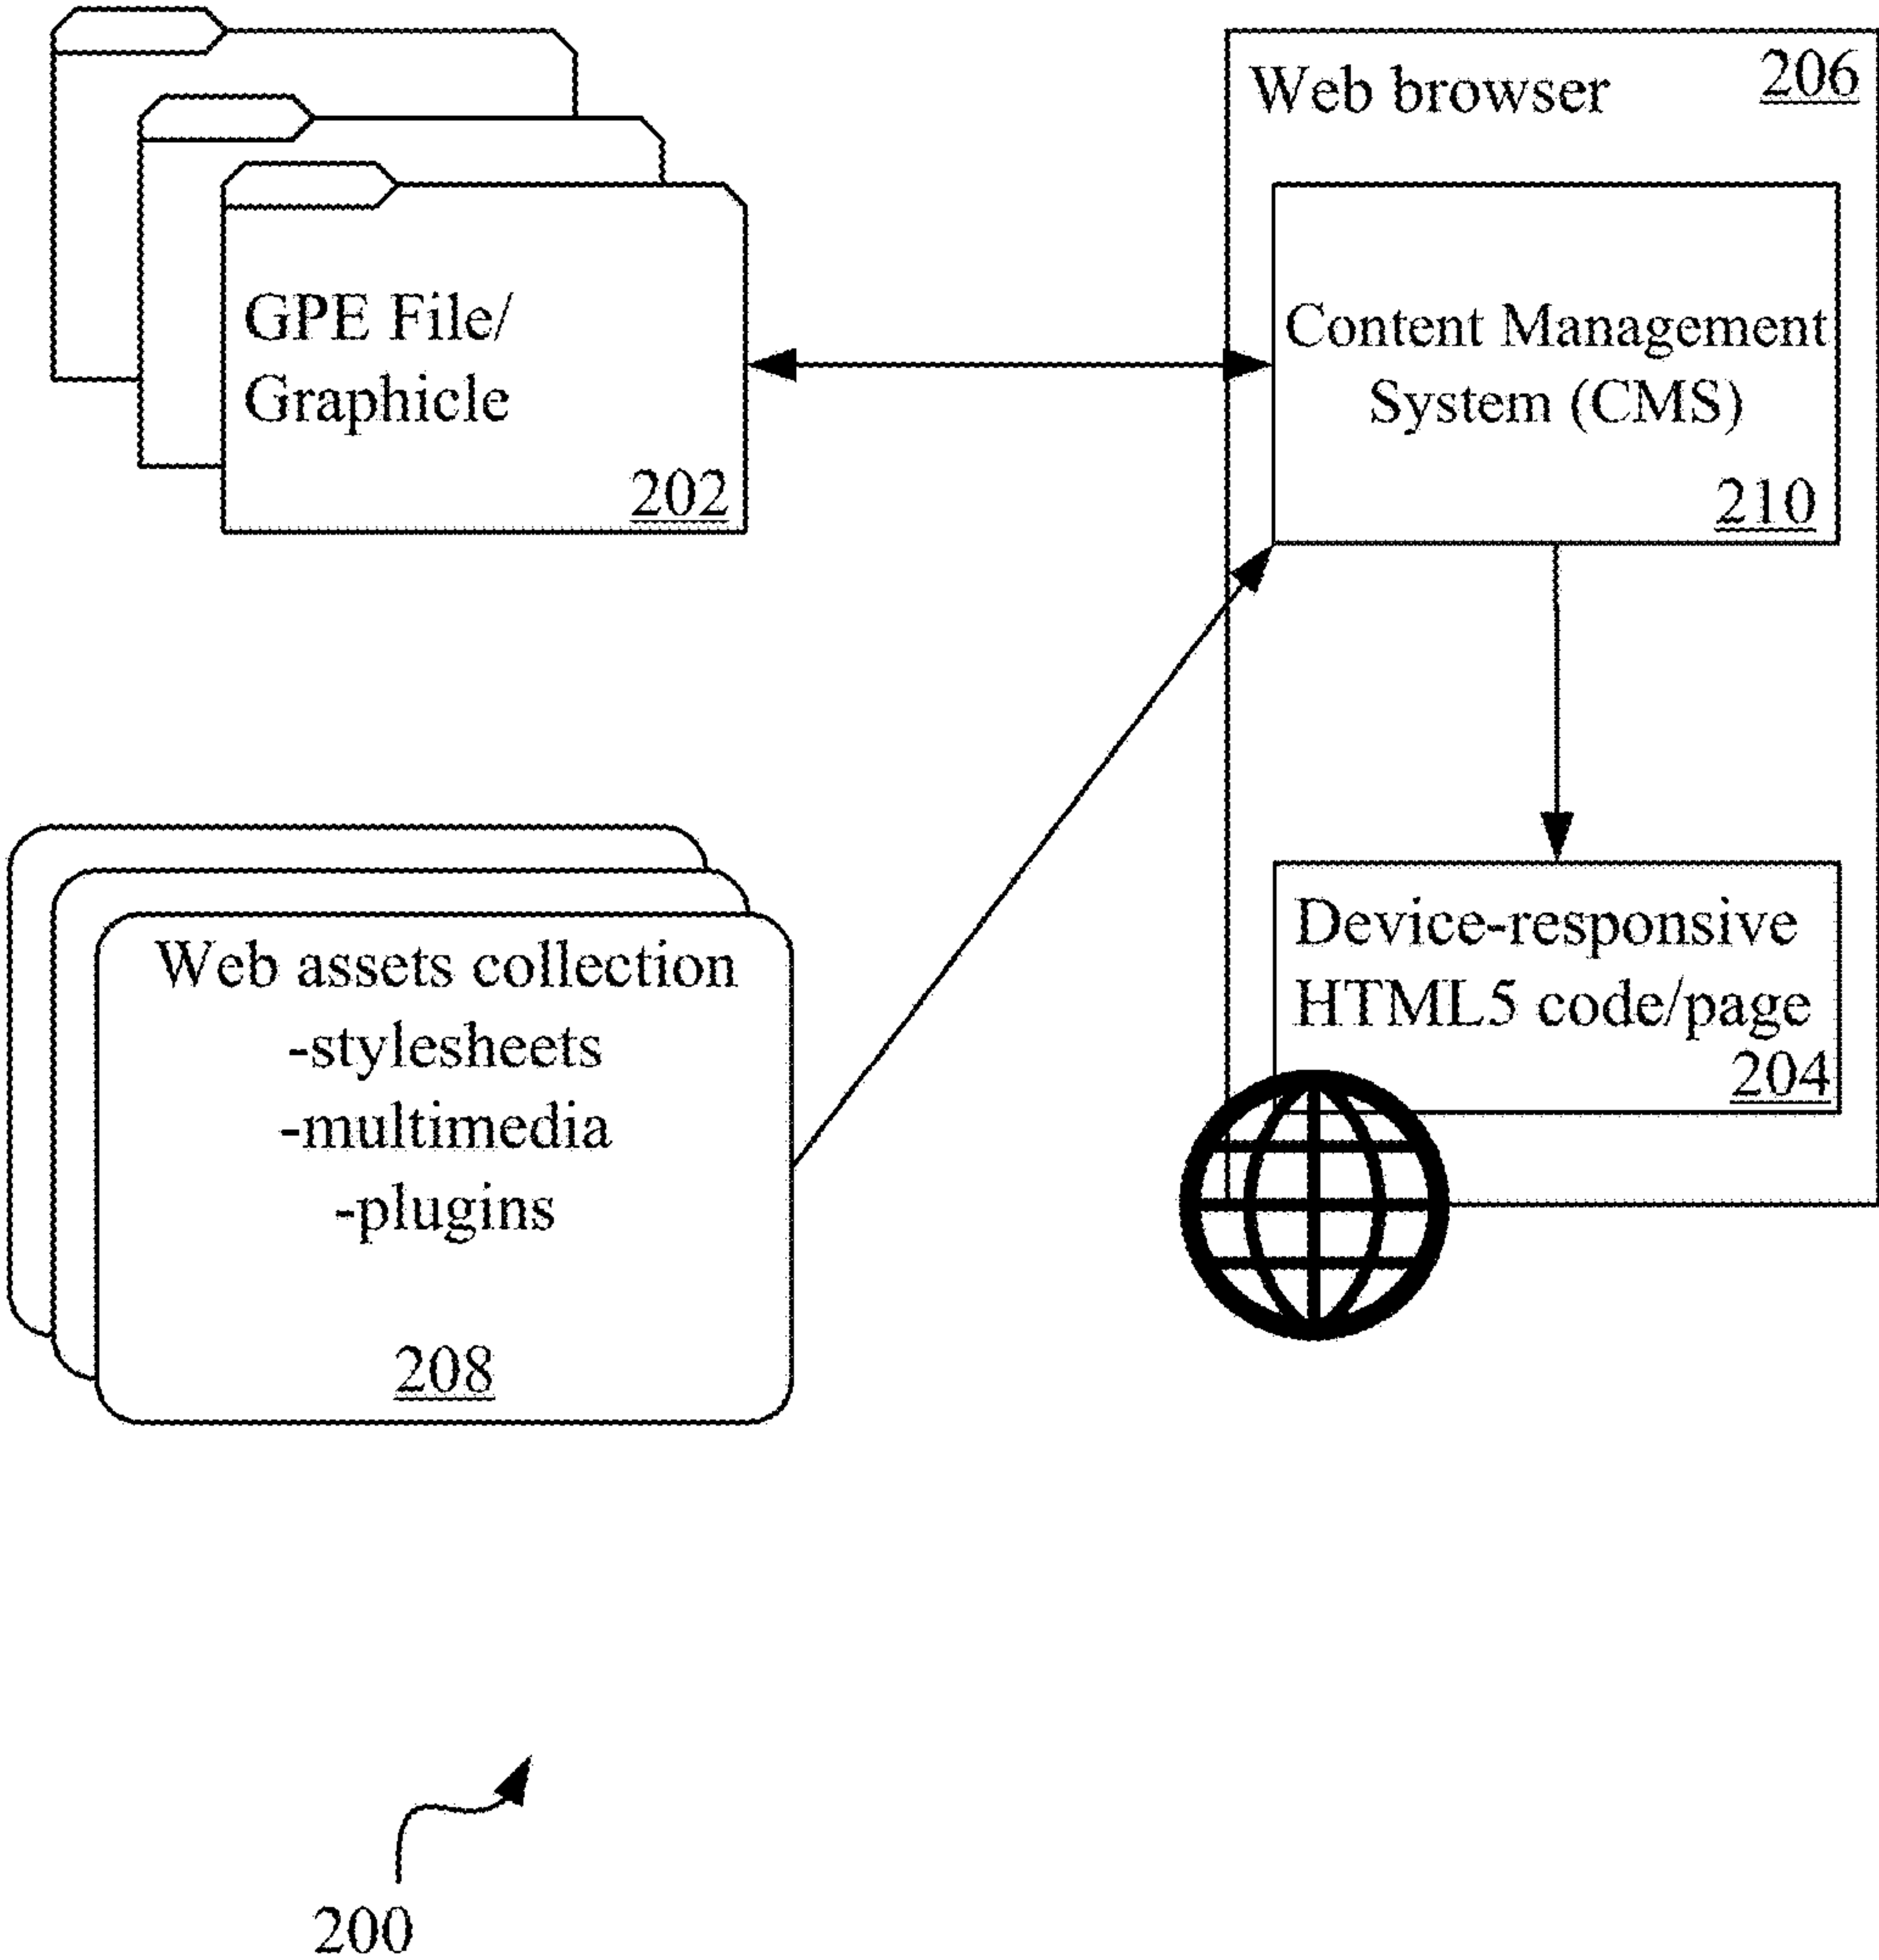 GPE File/
Graphicle
202
Web browser
206
Content Management
System (CMS)
210
Web assets collection
-stylesheets
-multimedia
-plugins
208
Device-responsive
HTML5 code/page
204
200